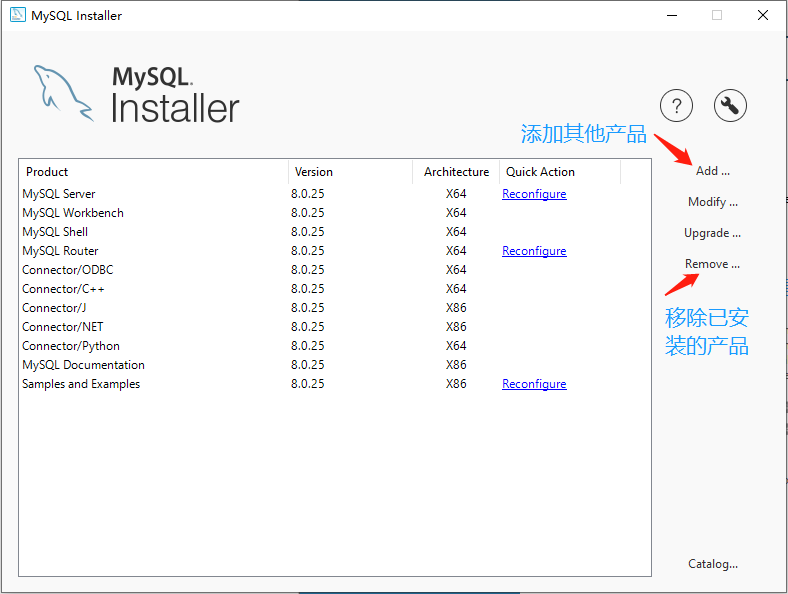 MySQL Installer
MySQL.
Installer
?
添加其他产品
Product Version Architecture Quick Action
MySQL Server 8.0.25 X64 Reconfigure
MySQL Workbench 8.0.25 X64
MySQL Shell 8.0.25 X64
MySQL Router 8.0.25 X64 Reconfigure
Connector/ODBC 8.0.25 X64
Connector/C++ 8.0.25 X64
Connector/J 8.0.25 X86
Connector/NET 8.0.25 X86
Connector/Python 8.0.25 X64
MySQL Documentation 8.0.25 X86
Samples and Examples 8.0.25 X86 Reconfigure
Add ...
Modify ...
Upgrade ...
Remove ...
移除已安
装的产品
Catalog...